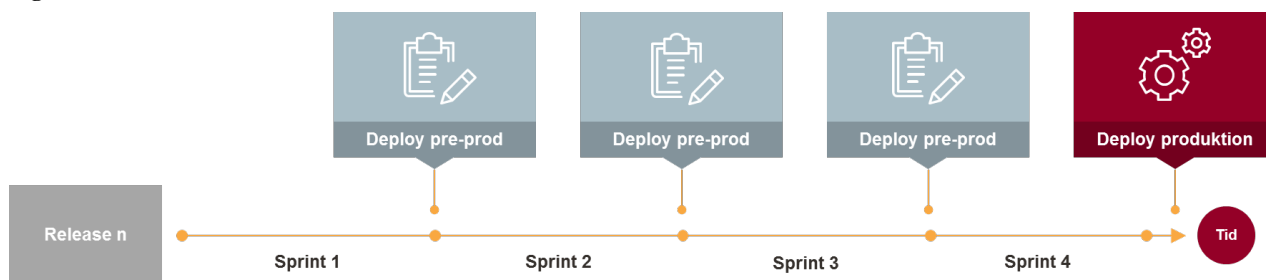 Deploy pre-prod
Deploy pre-prod
Deploy pre-prod
Deploy produktion
Release n
Tid
Sprint 1
Sprint 2
Sprint 3
Sprint 4